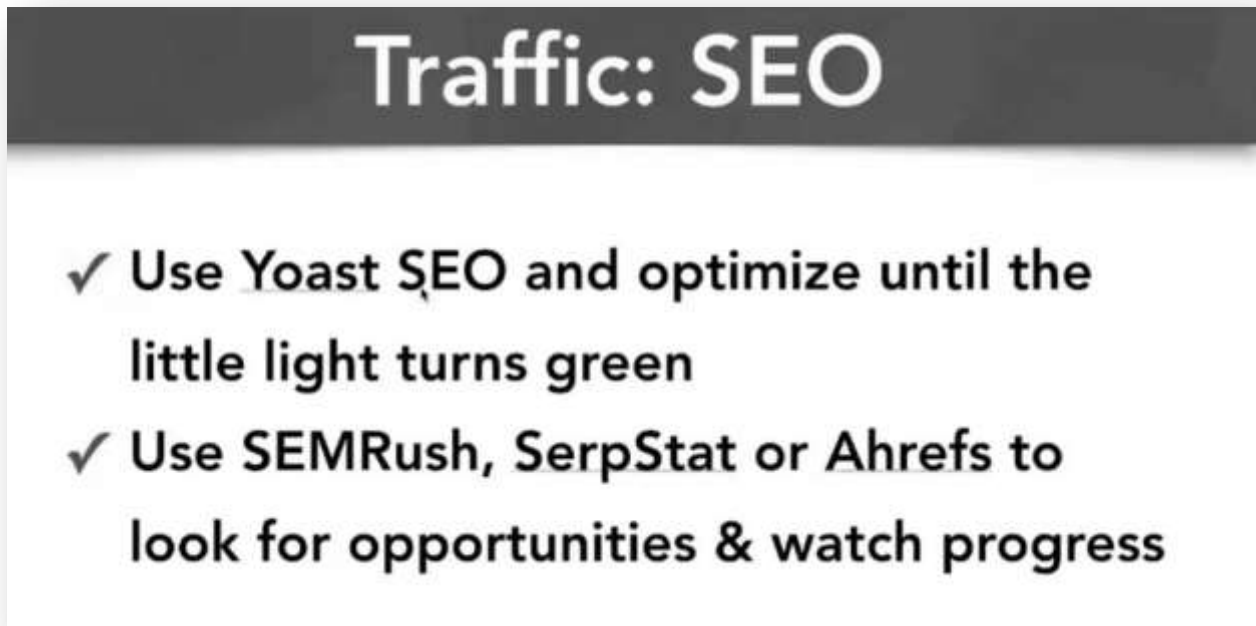 Traffic: SEO
✓ Use Yoast SEO and optimize until the
little light turns green
✓ Use SEMRush, SerpStat or Ahrefs to
look for opportunities & watch progress